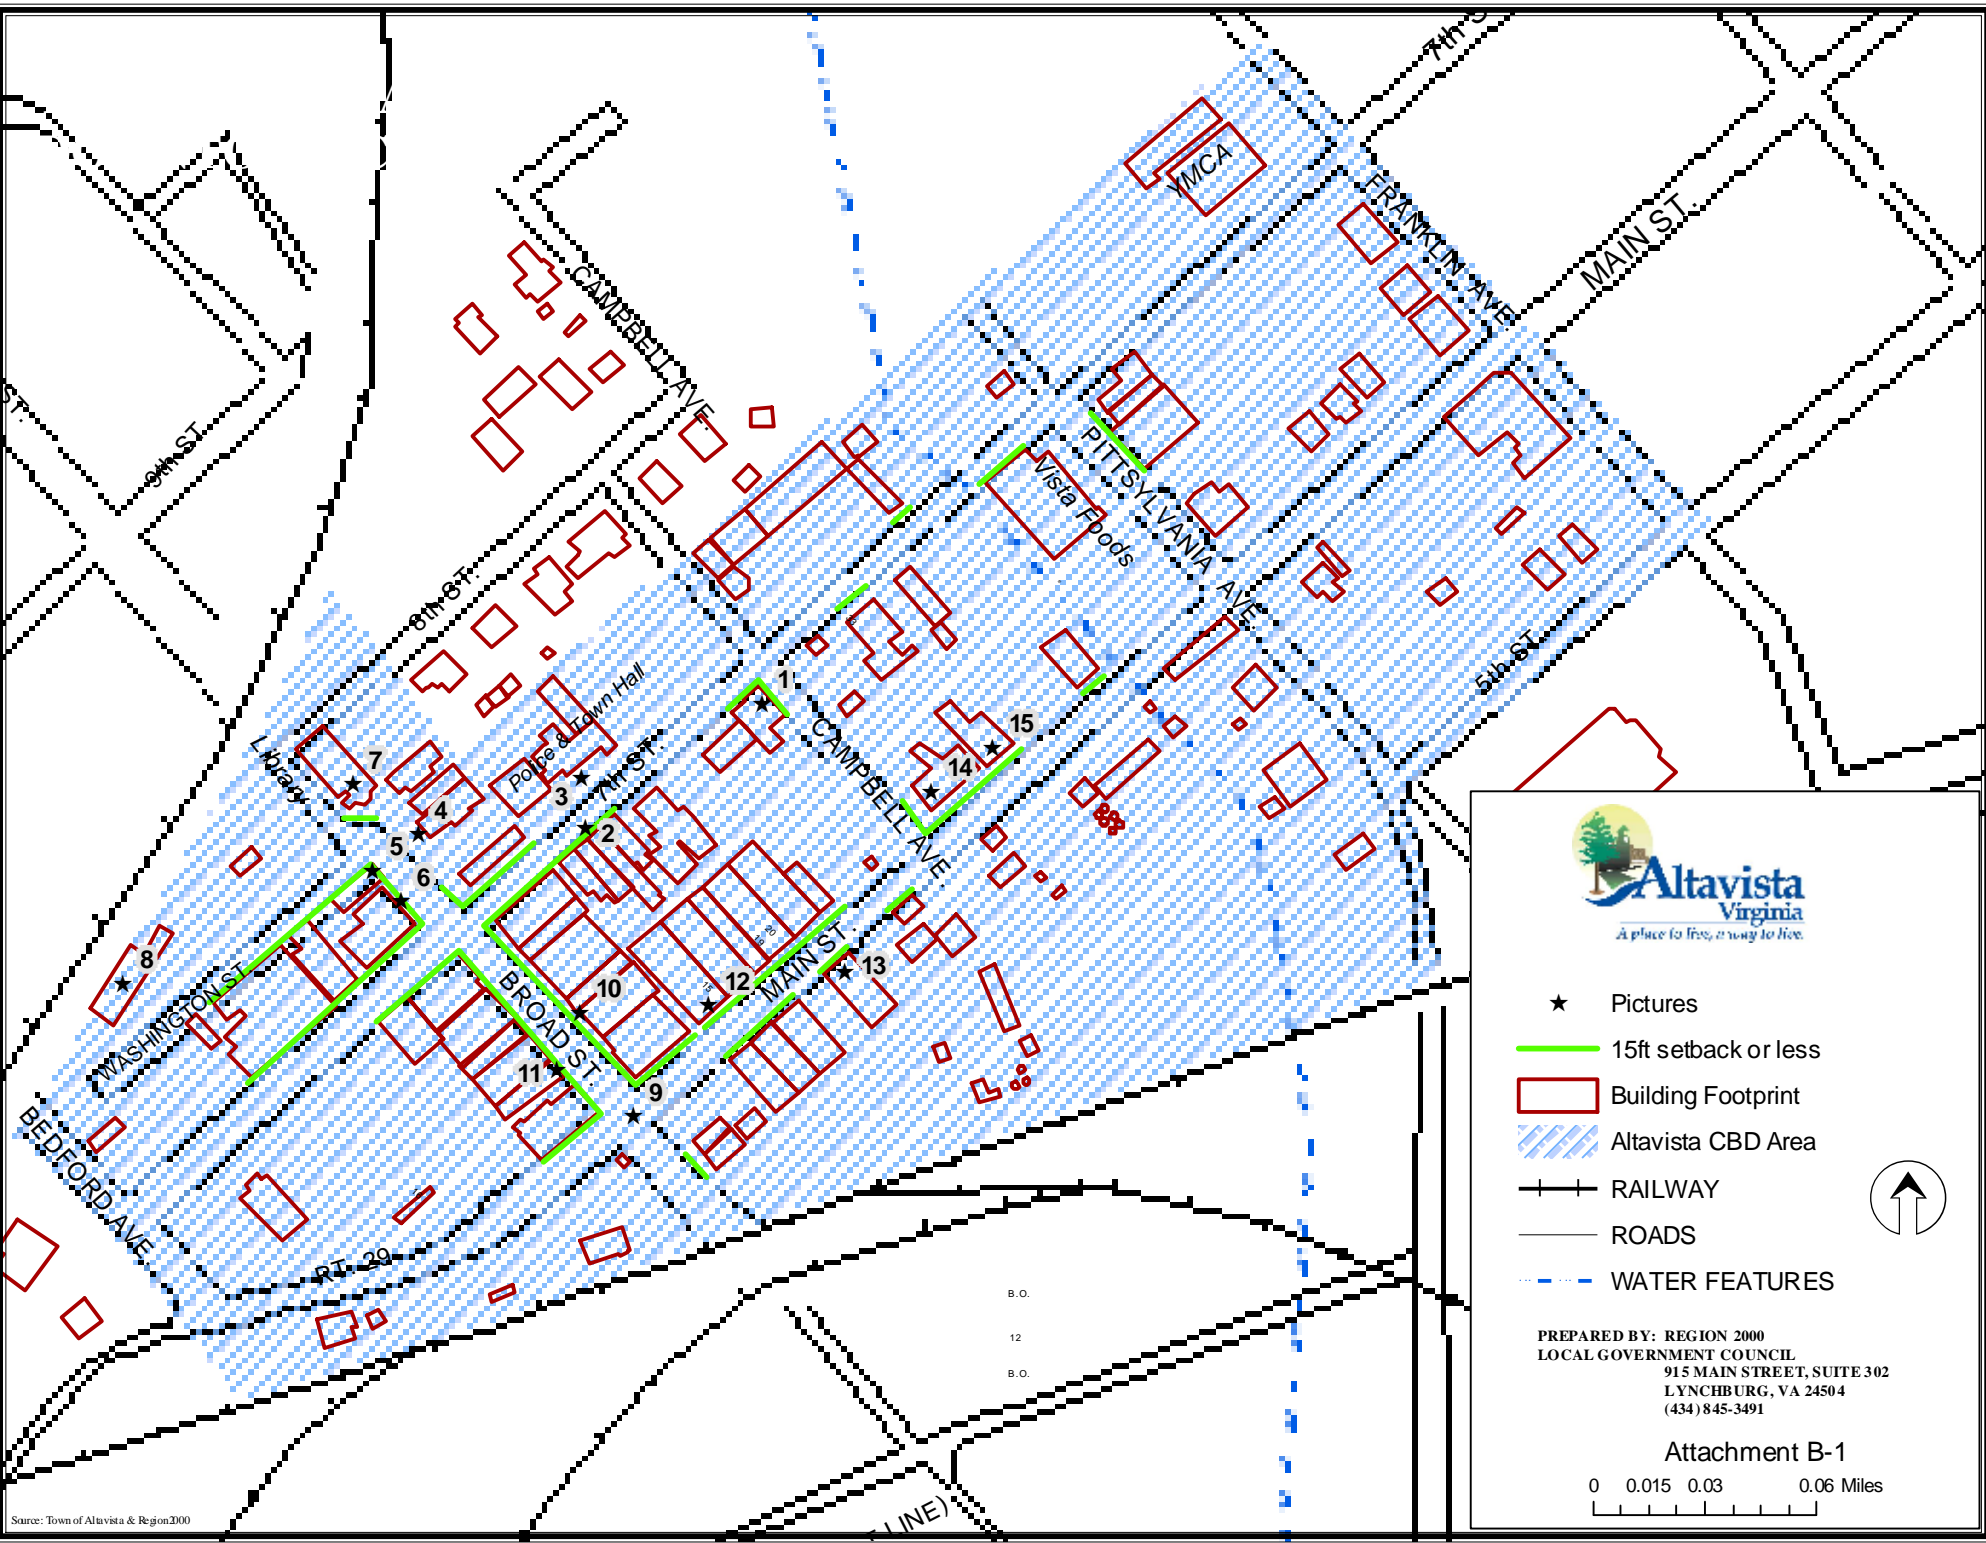 7th S
YMCA
FRANKLIN AVE.
MAIN ST.
CAMPBELL AVE.
ST.
9th ST.
PITTSYLVANIA AVE.
Vista Foods
8th ST.
5th ST.
Police & Town Hall
Library
7th ST.
CAMPBELL AVE.
1
15
7
14
3
4
2
5
6
8
13
12
10
MAIN ST.
WASHINGTON ST.
BROAD ST.
11
9
20
19
15
BEDFORD AVE.
RT. 29
B.O.
12
B.O.
LINE)
Altavista
Virginia
A place to live, a way to live.
Pictures
15ft setback or less
Building Footprint
Altavista CBD Area
RAILWAY
ROADS
WATER FEATURES
PREPARED BY: REGION 2000
LOCAL GOVERNMENT COUNCIL
915 MAIN STREET, SUITE 302
LYNCHBURG, VA 24504
(434) 845-3491
Attachment B-1
0 0.015 0.03 0.06 Miles
Source: Town of Altavista & Region2000